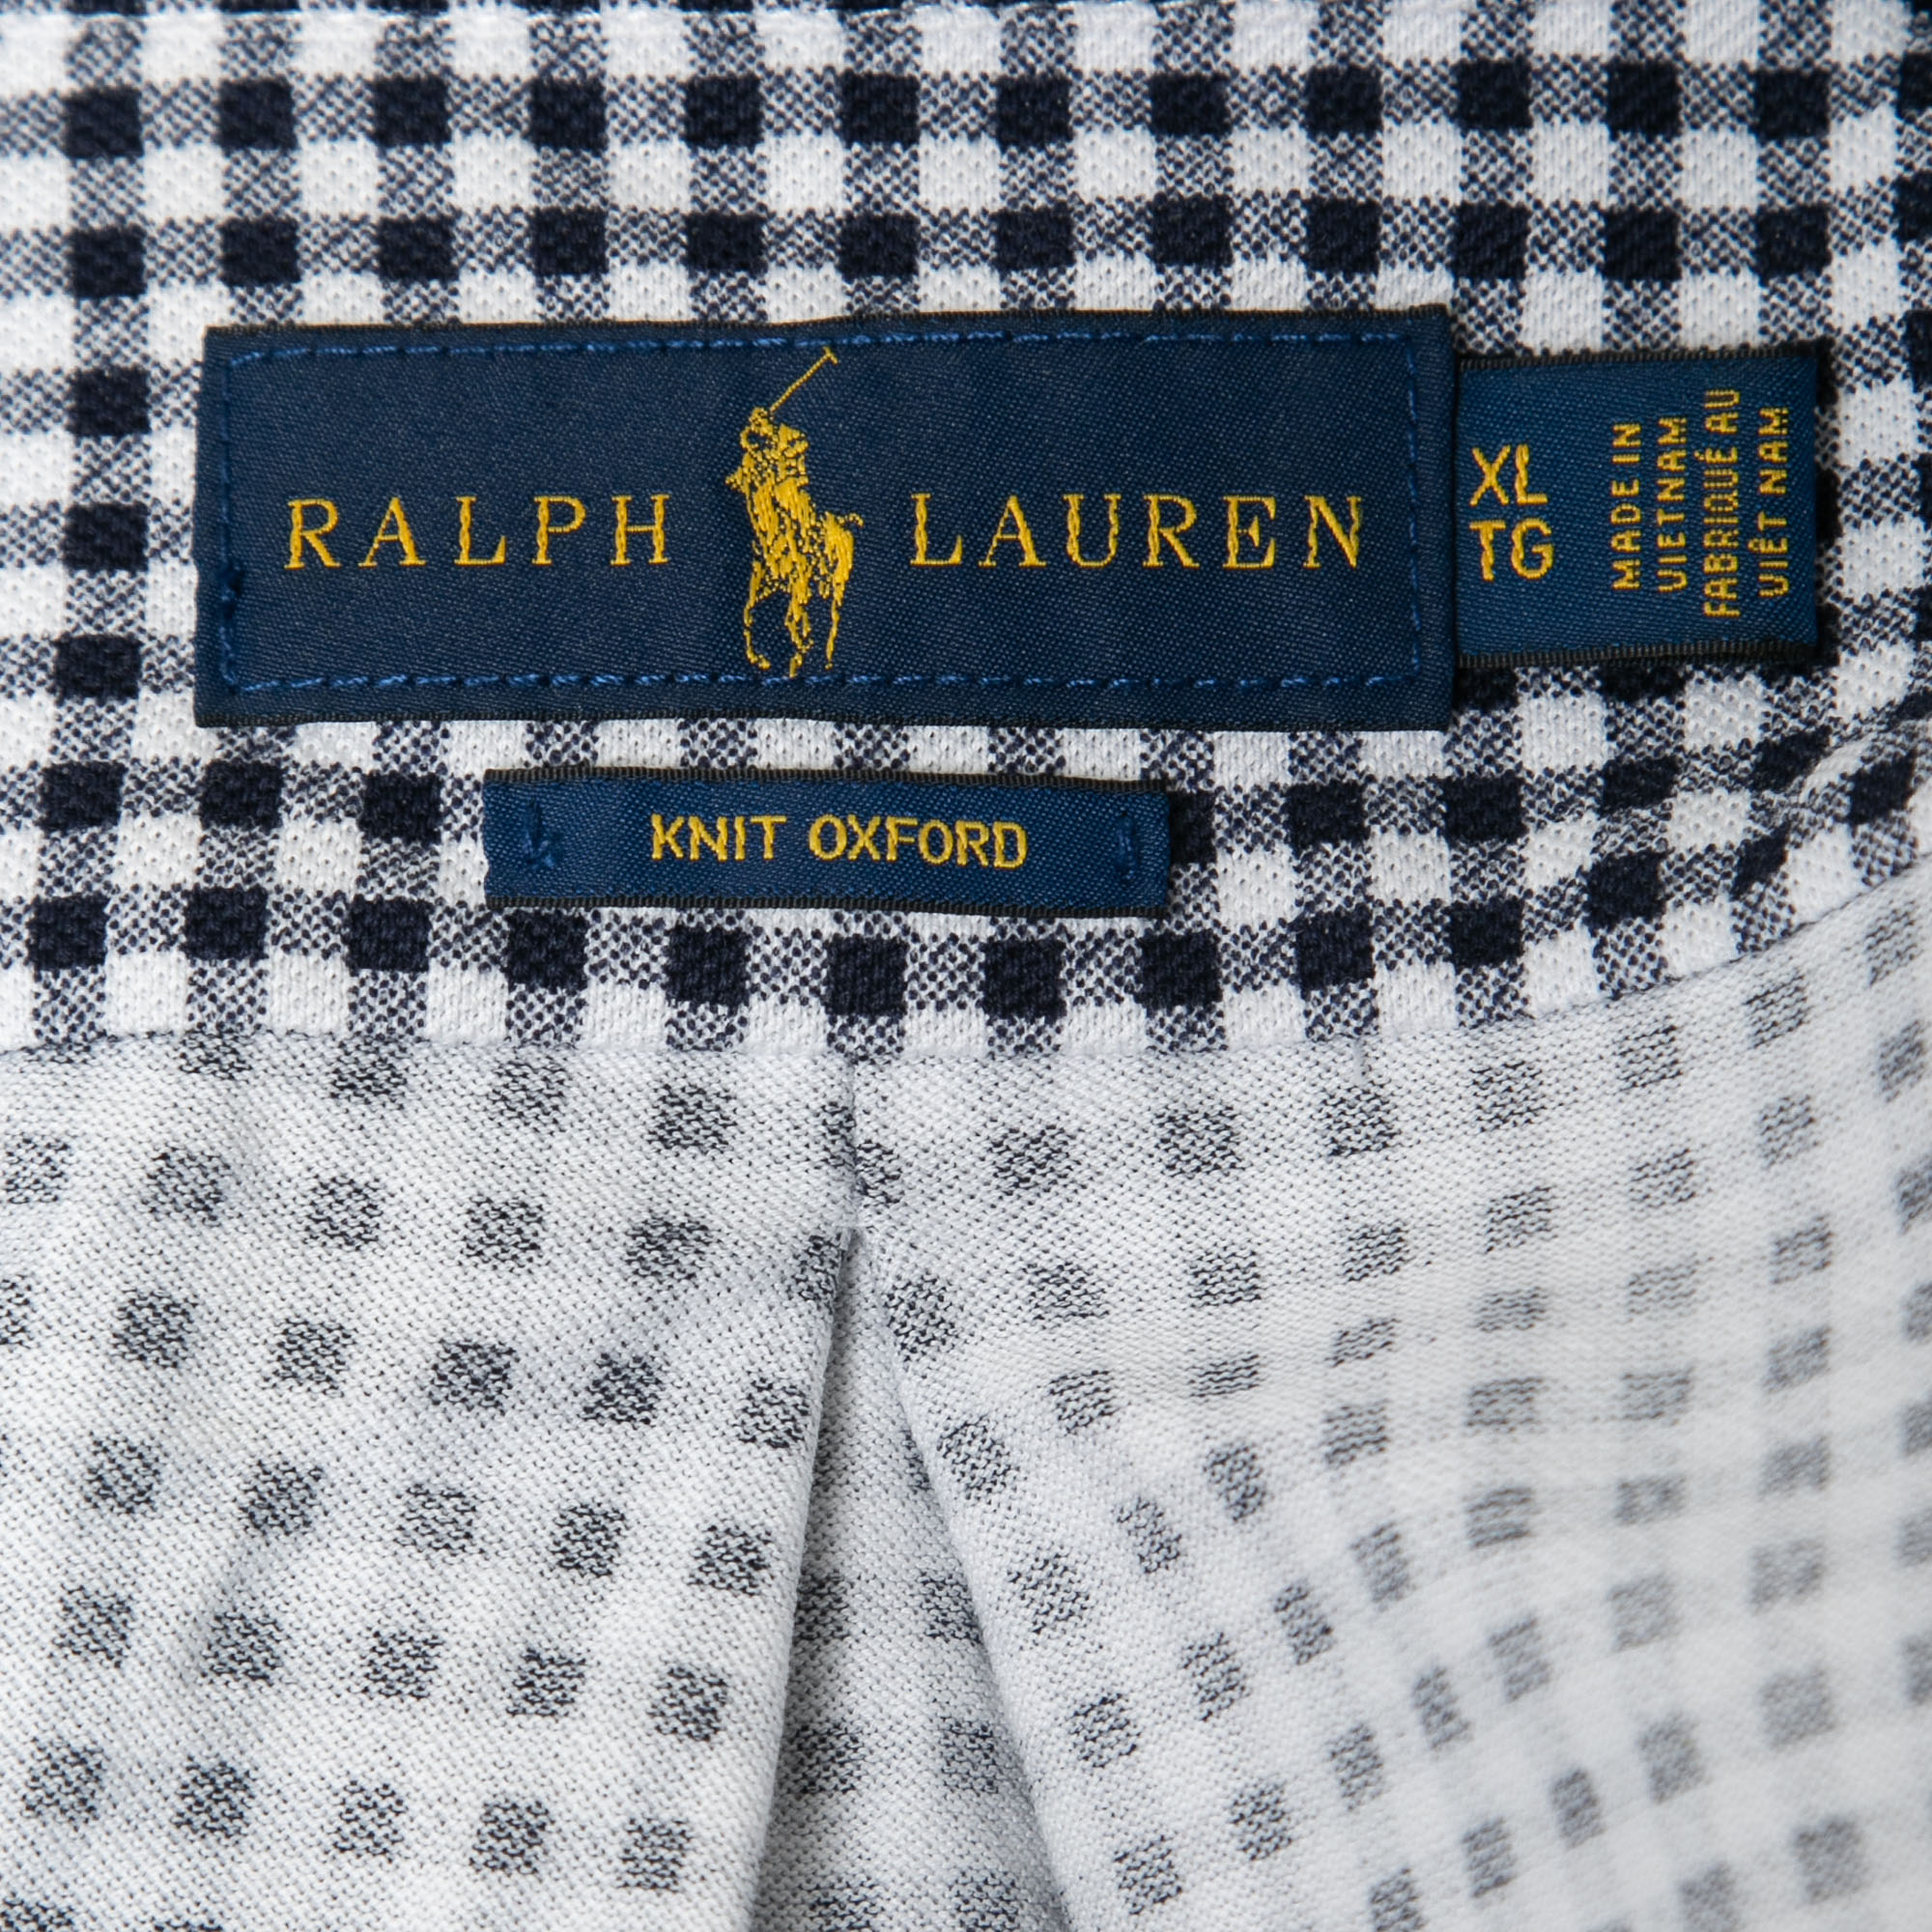 RALPH LAUREN
XL
TG
MADE IN
VIETNAM
FABRIQUÉ AU
VIÊT NAM
KNIT OXFORD